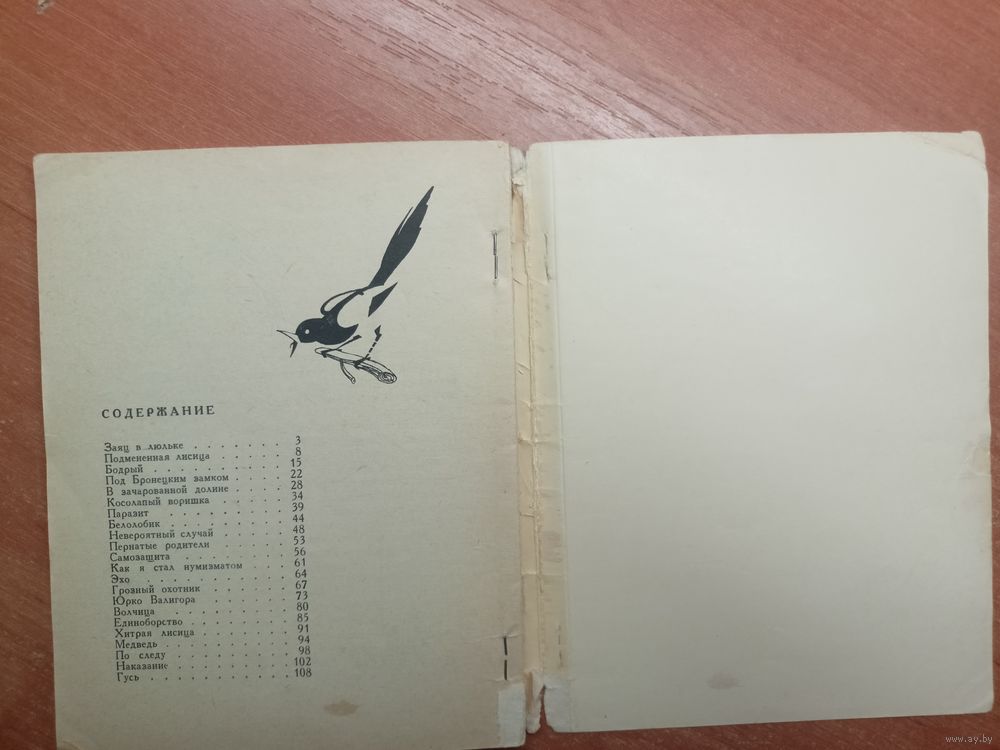 СОДЕРЖАНИЕ
Заяц в люльке . . . . . . . 3
Подмененная лисица . . . . . 8
Бодрый . . . . . . . . . . 15
Под Бронецким замком . . . . 22
В зачарованной долине . . . . 28
Косолапый воришка . . . . . 34
Паразит . . . . . . . . . 39
Белолобик . . . . . . . . . 44
Невероятный случай . . . . . 48
Пернатые родители . . . . . 53
Самозащита . . . . . . . . 56
Как я стал нумизматом . . . 61
Эхо . . . . . . . . . . . 64
Грозный охотник . . . . . . 67
Юрко Валигора . . . . . . . 73
Волчица . . . . . . . . . 80
Единоборство . . . . . . . . 85
Хитрая лисица . . . . . . . 91
Медведь . . . . . . . . . . 94
По следу . . . . . . . . . 98
Наказание . . . . . . . . . 102
Гусь . . . . . . . . . . . 108
www.ay.by